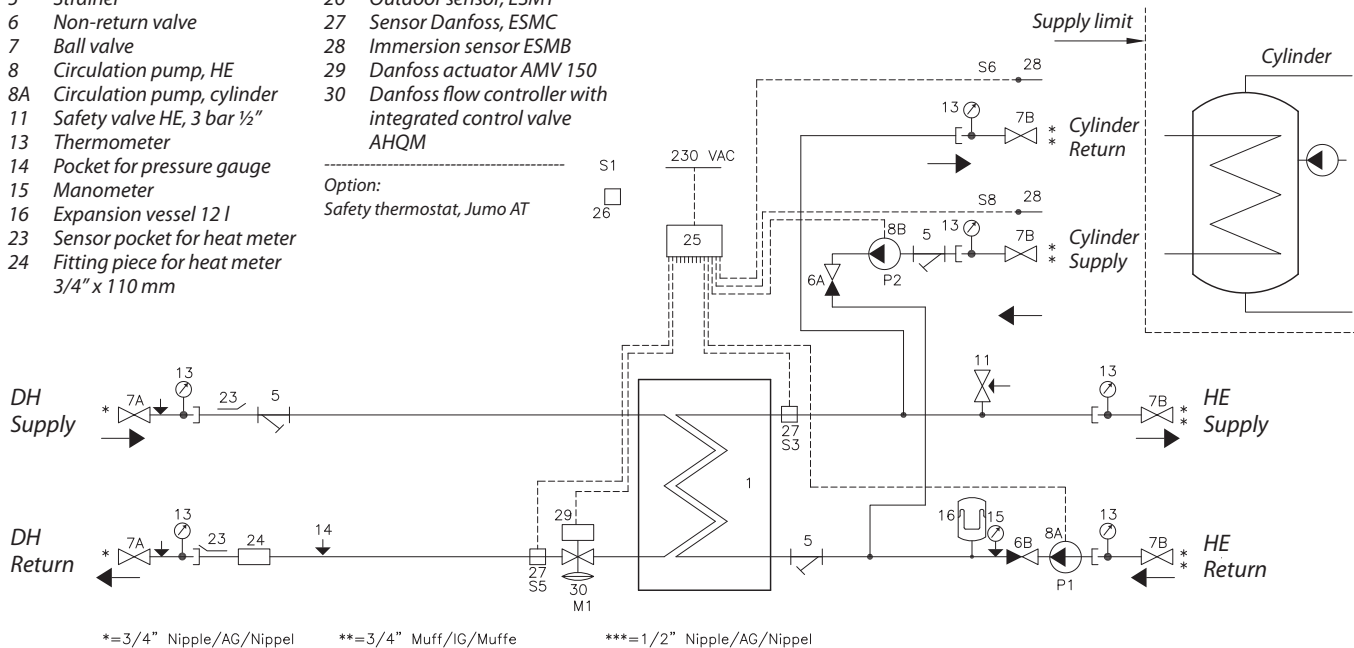 5 Strainer
6 Non-return valve
7 Ball valve
8 Circulation pump, HE
8A Circulation pump, cylinder
11 Safety valve HE, 3 bar ½”
13 Thermometer
14 Pocket for pressure gauge
15 Manometer
16 Expansion vessel 12 l
23 Sensor pocket for heat meter
24 Fitting piece for heat meter
3/4” x 110 mm
26 Outdoor sensor, ESMT
27 Sensor Danfoss, ESMC
28 Immersion sensor ESMB
29 Danfoss actuator AMV 150
30 Danfoss flow controller with
integrated control valve
AHQM
Option:
Safety thermostat, Jumo AT
S1
26
230 VAC
25
Supply limit
Cylinder
S6 28
13
7B
*
*
Cylinder
Return
S8 28
8B
5
13
7B
*
*
Cylinder
Supply
6A
P2
DH
Supply
*
7A
13
23
5
1
27
S3
11
13
7B
*
*
HE
Supply
DH
Return
*
7A
13
23
24
14
27
S5
29
30
M1
5
16
15
6B
8A
P1
13
7B
*
*
HE
Return
*=3/4” Nipple/AG/Nippel **=3/4” Muff/IG/Muffe ***=1/2” Nipple/AG/Nippel